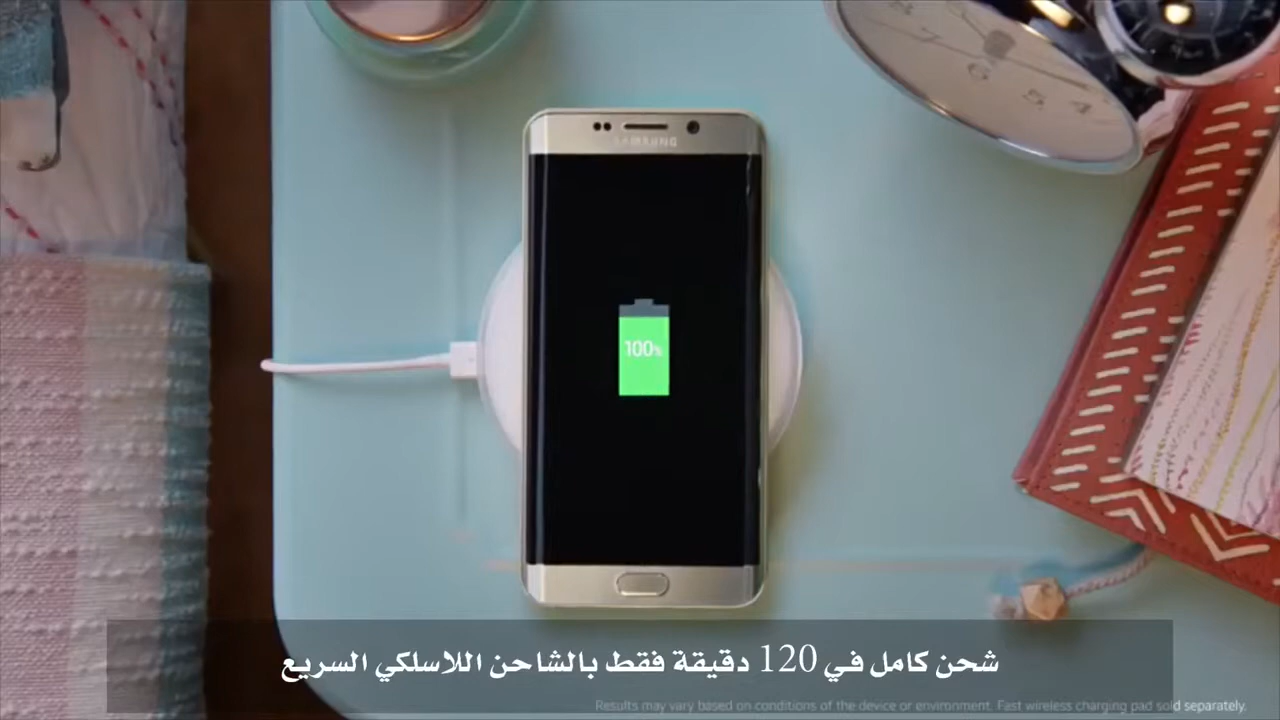 SAMSUNG
100%
شحن كامل في 120 دقيقة فقط بالشاحن اللاسلكي السريع
Results may vary based on conditions of the device or environment. Fast wireless charging pad sold separately.